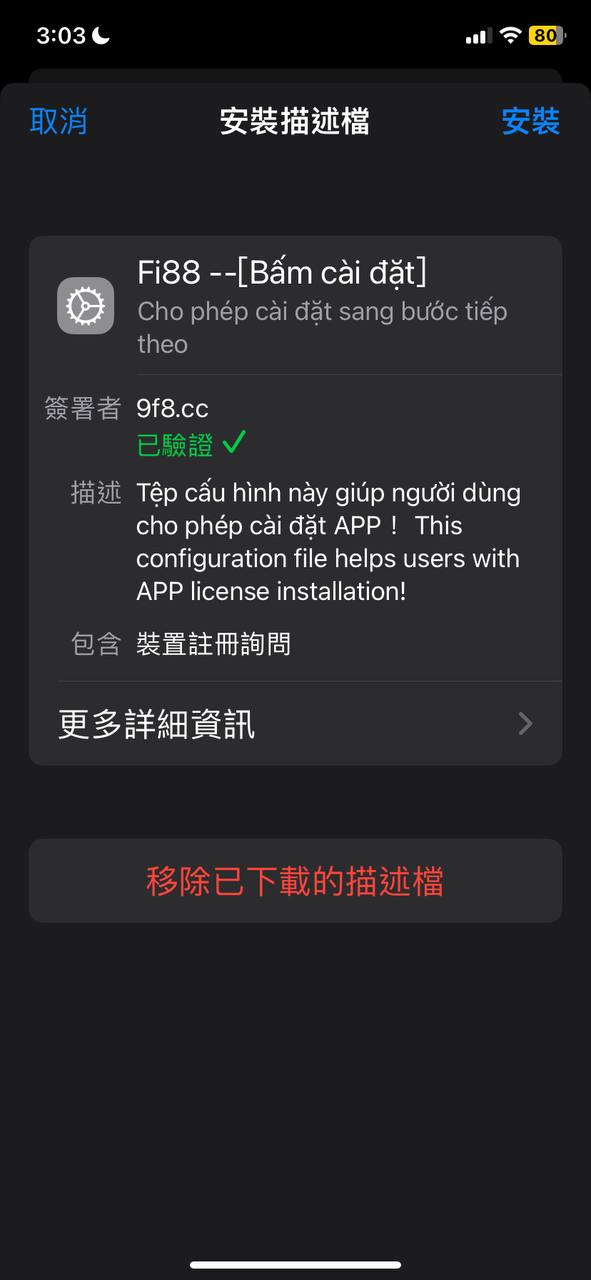 3:03
80
取消
安裝描述檔
安裝
Fi88 --[Bấm cài đặt]
Cho phép cài đặt sang bước tiếp
theo
簽署者 9f8.cc
已驗證
描述 Tệp cấu hình này giúp người dùng
cho phép cài đặt APP！ This
configuration file helps users with
APP license installation!
包含 裝置註冊詢問
更多詳細資訊
移除已下載的描述檔